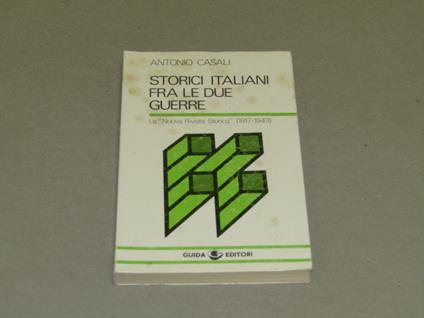 ANTONIO CASALI
STORICI ITALIANI
FRA LE DUE
GUERRE
La "Nuova Rivista Storica" (1917-1943)
GUIDA EDITORI